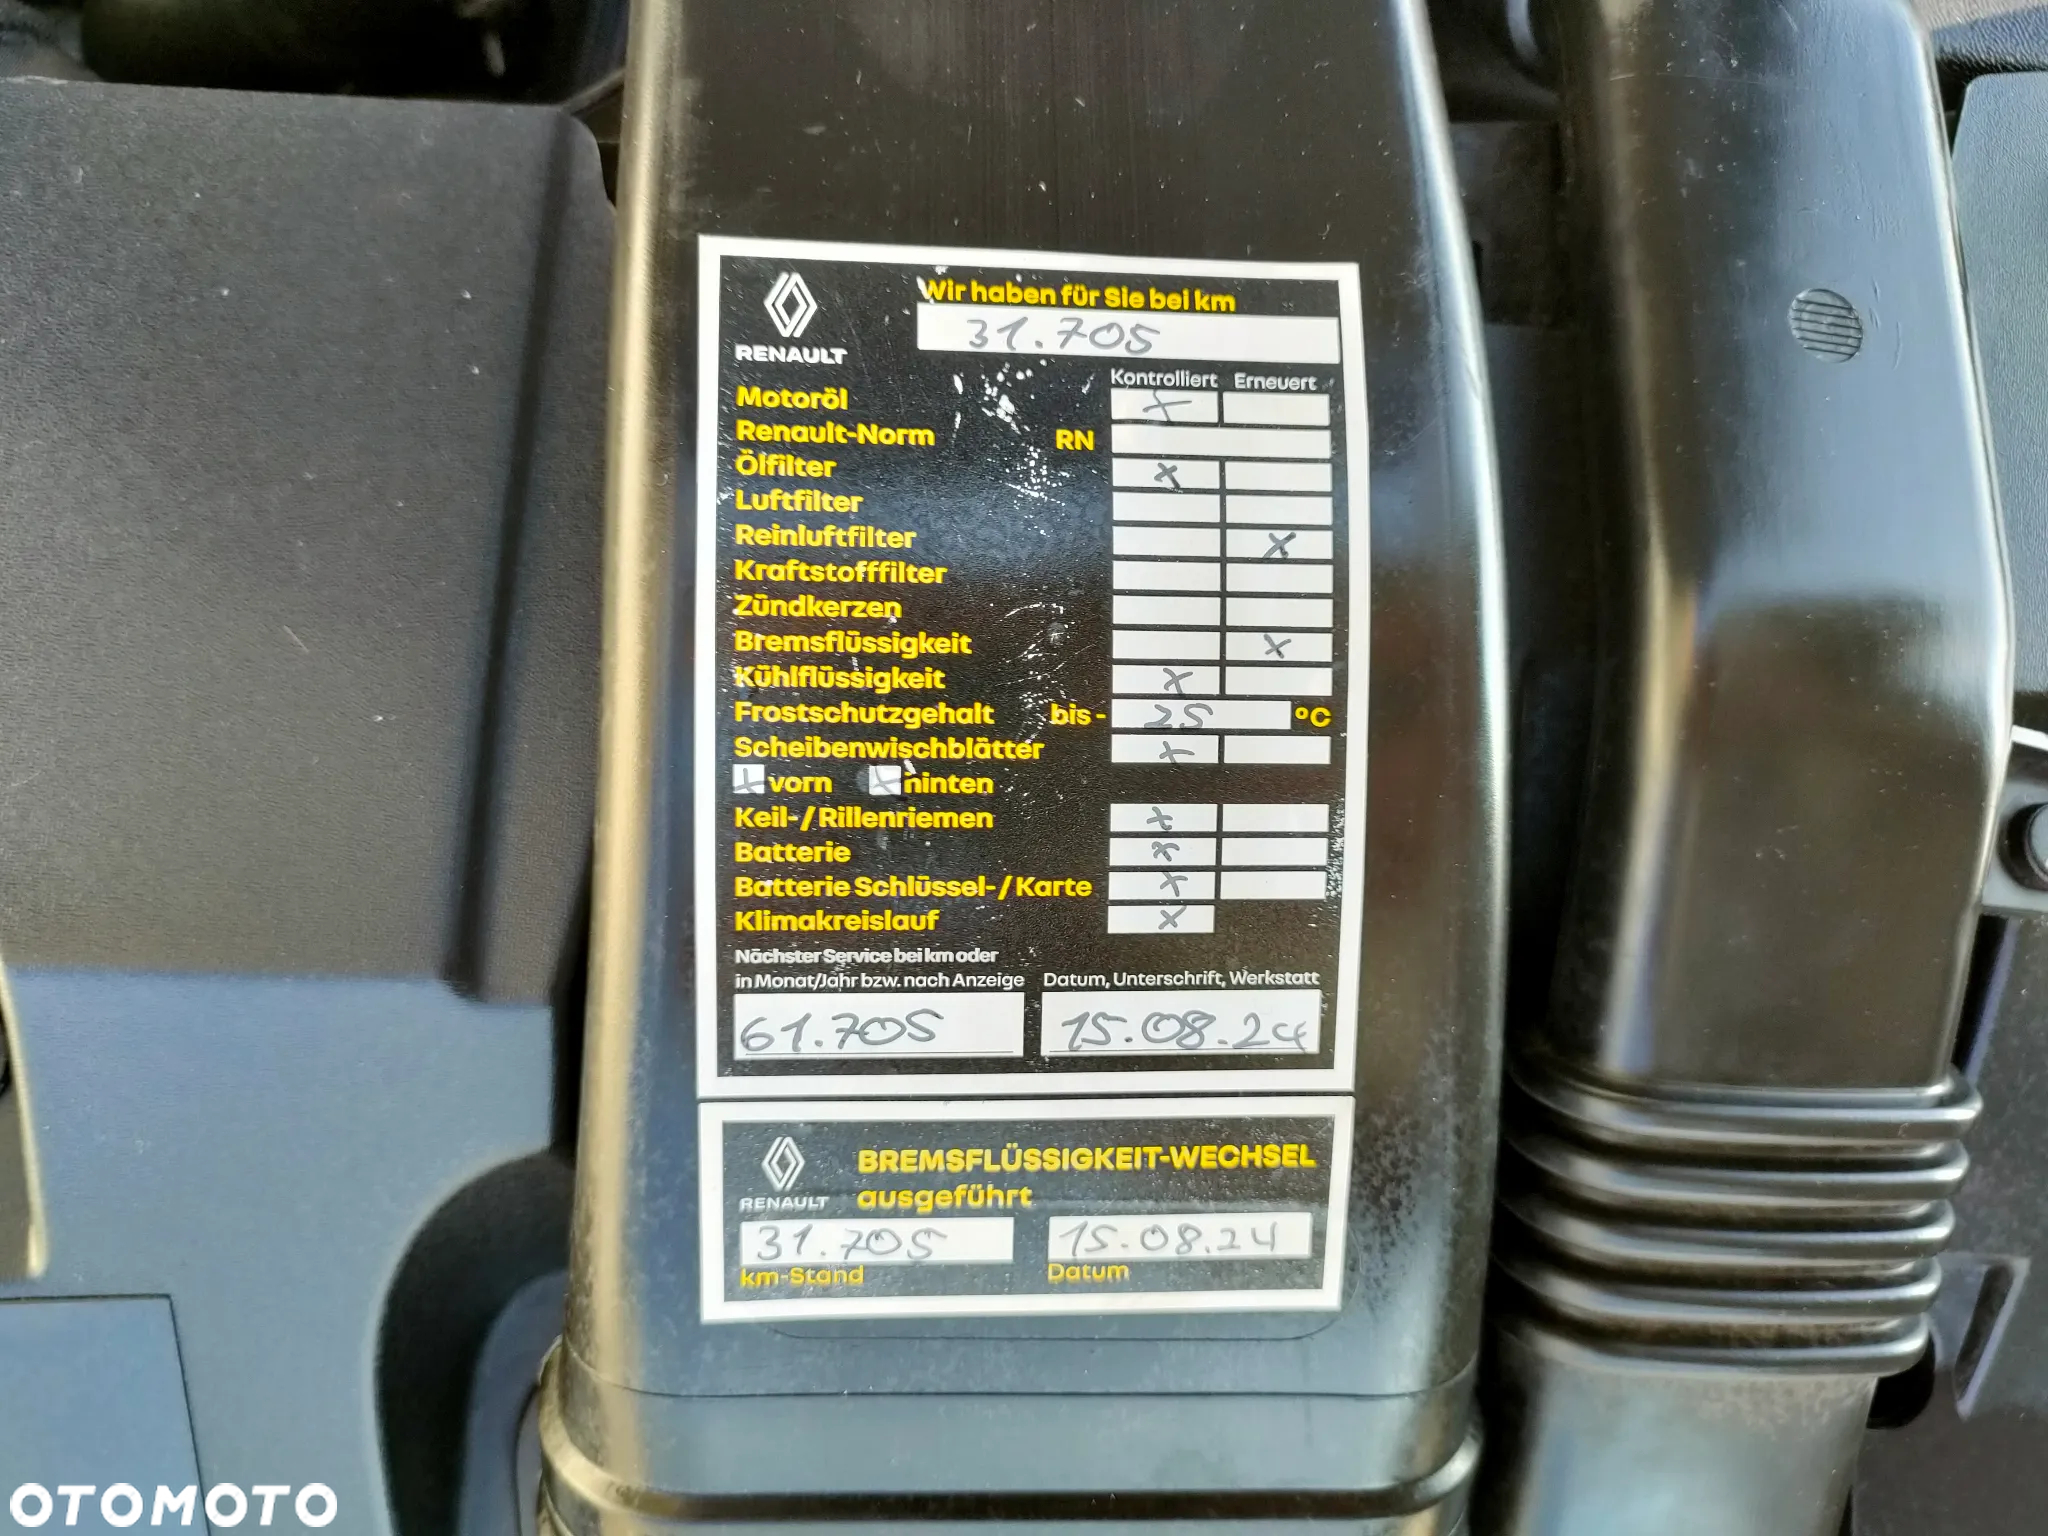 RENAULT
Wir haben für Sie bei km
31.705
Kontrolliert Erneuert
Motoröl x
Renault-Norm RN
Ölfilter x
Luftfilter
Reinluftfilter x
Kraftstofffilter
Zündkerzen
Bremsflüssigkeit x
Kühlflüssigkeit x
Frostschutzgehalt bis - 25 °C
Scheibenwischblätter x
x vorn x hinten
Keil-/Rillenriemen x
Batterie x
Batterie Schlüssel-/Karte x
Klimakreislauf x
Nächster Service bei km oder
in Monat/Jahr bzw. nach Anzeige Datum, Unterschrift, Werkstatt
61.705 15.08.24
RENAULT
BREMSFLÜSSIGKEIT-WECHSEL
ausgeführt
31.705 15.08.24
km-Stand Datum
OTOMOTO